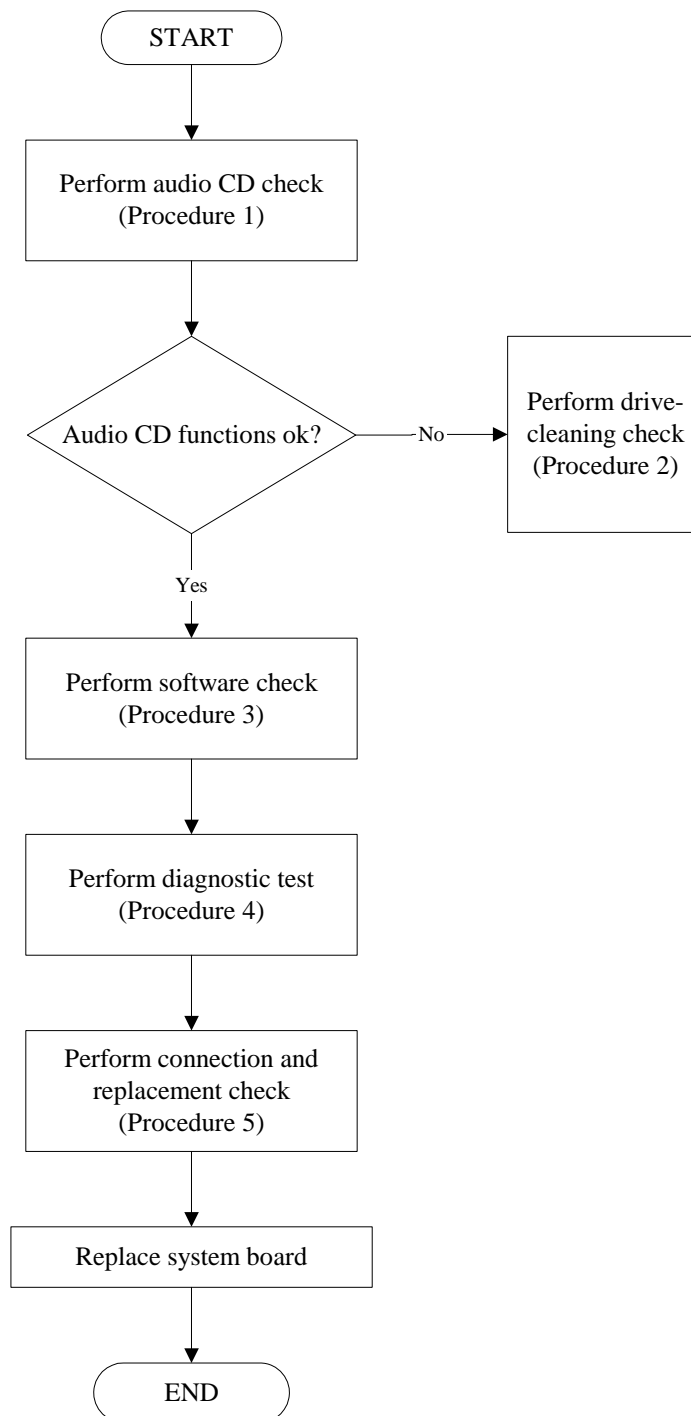 START
Perform audio CD check
(Procedure 1)
Audio CD functions ok?
No
Perform drive-
cleaning check
(Procedure 2)
Yes
Perform software check
(Procedure 3)
Perform diagnostic test
(Procedure 4)
Perform connection and
replacement check
(Procedure 5)
Replace system board
END